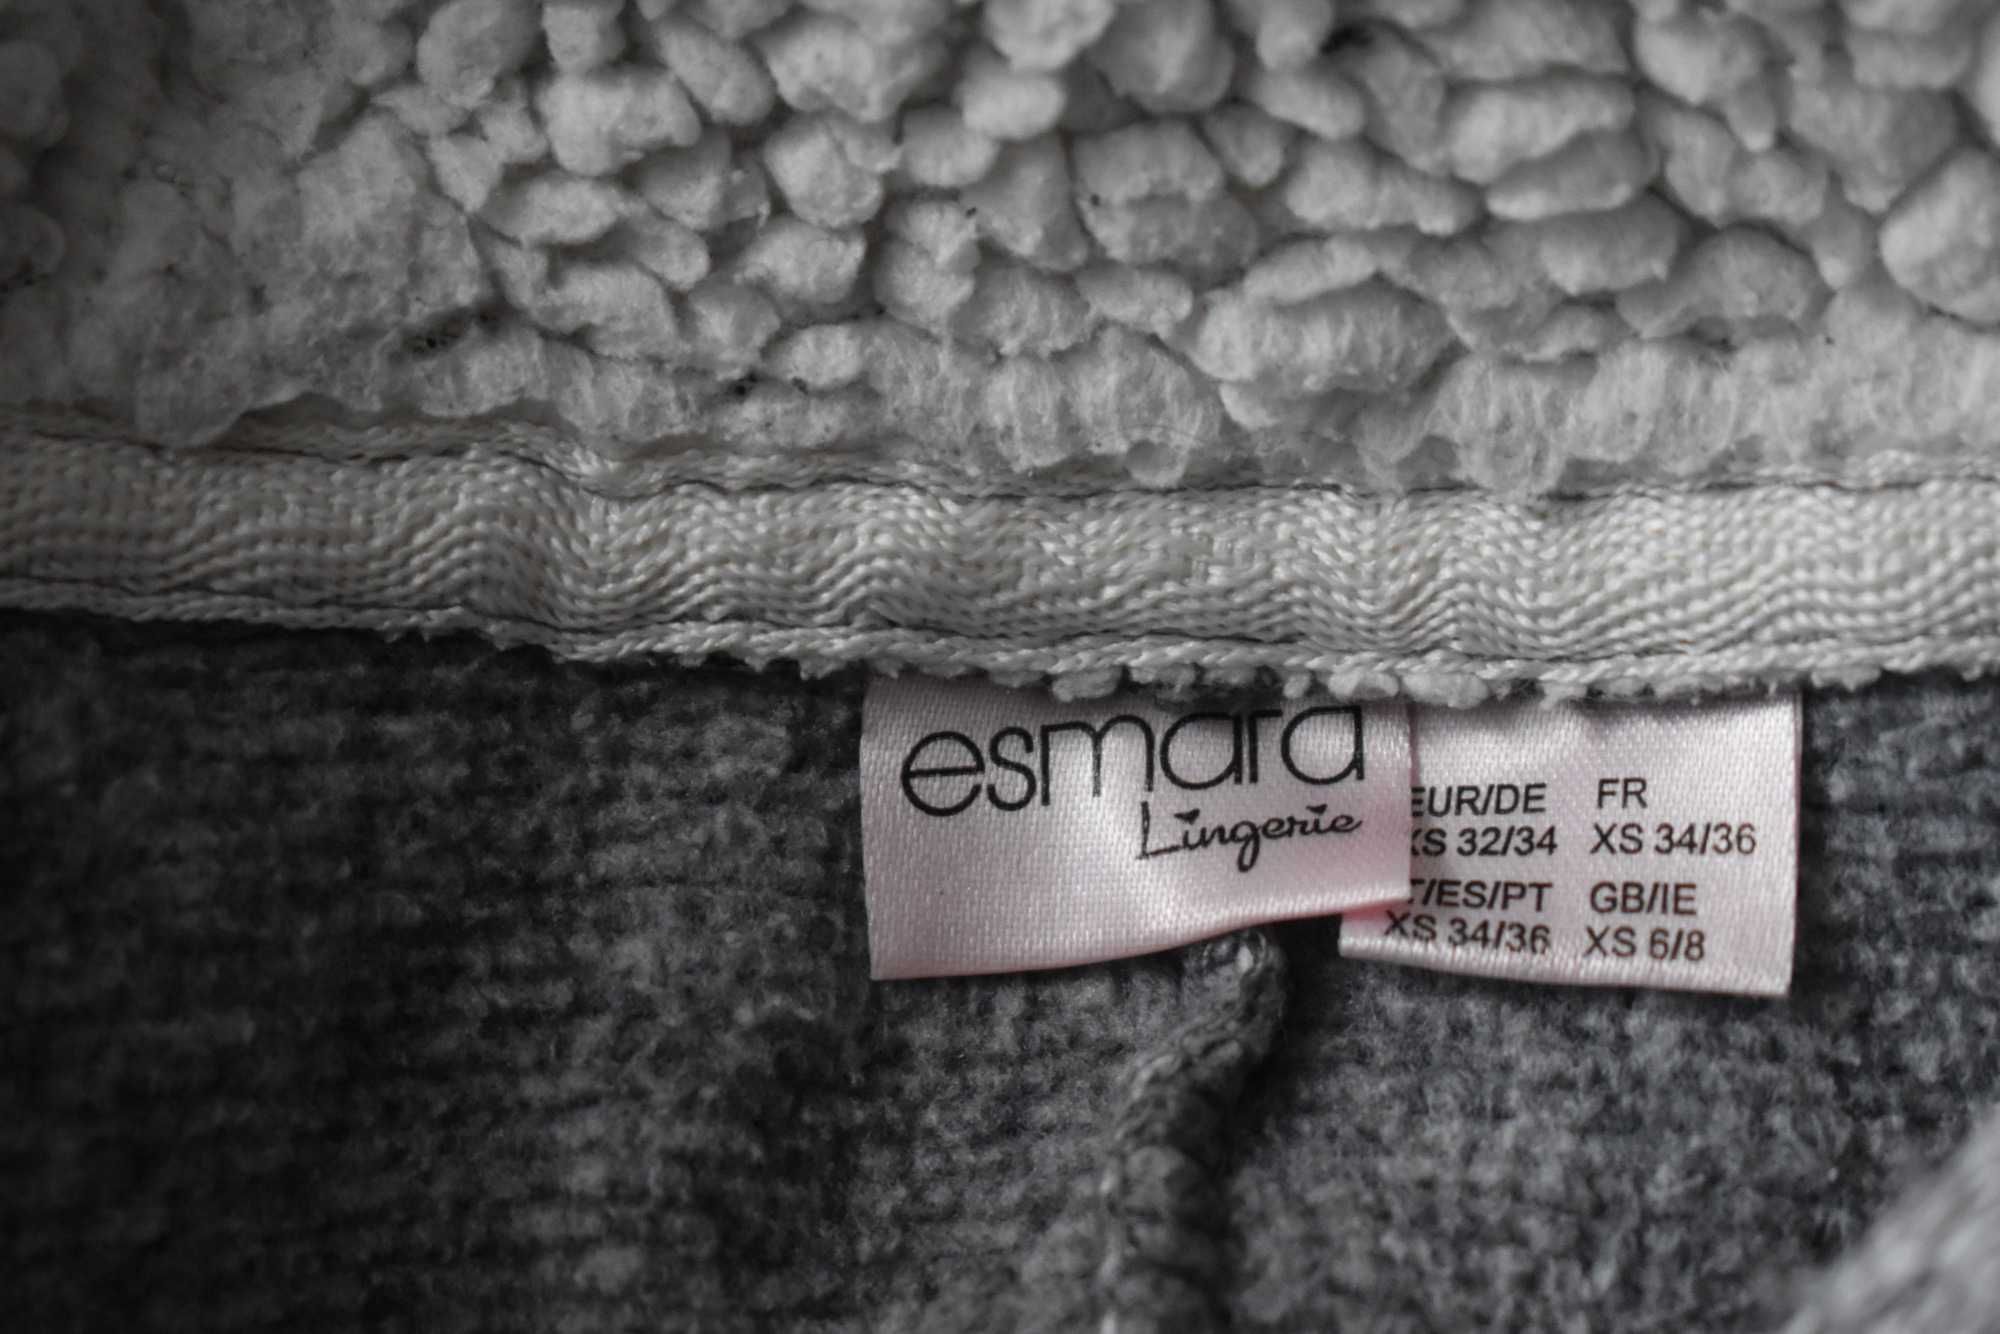 esmara
Lingerie
EUR/DE FR
XS 32/34 XS 34/36
IT/ES/PT GB/IE
XS 34/36 XS 6/8